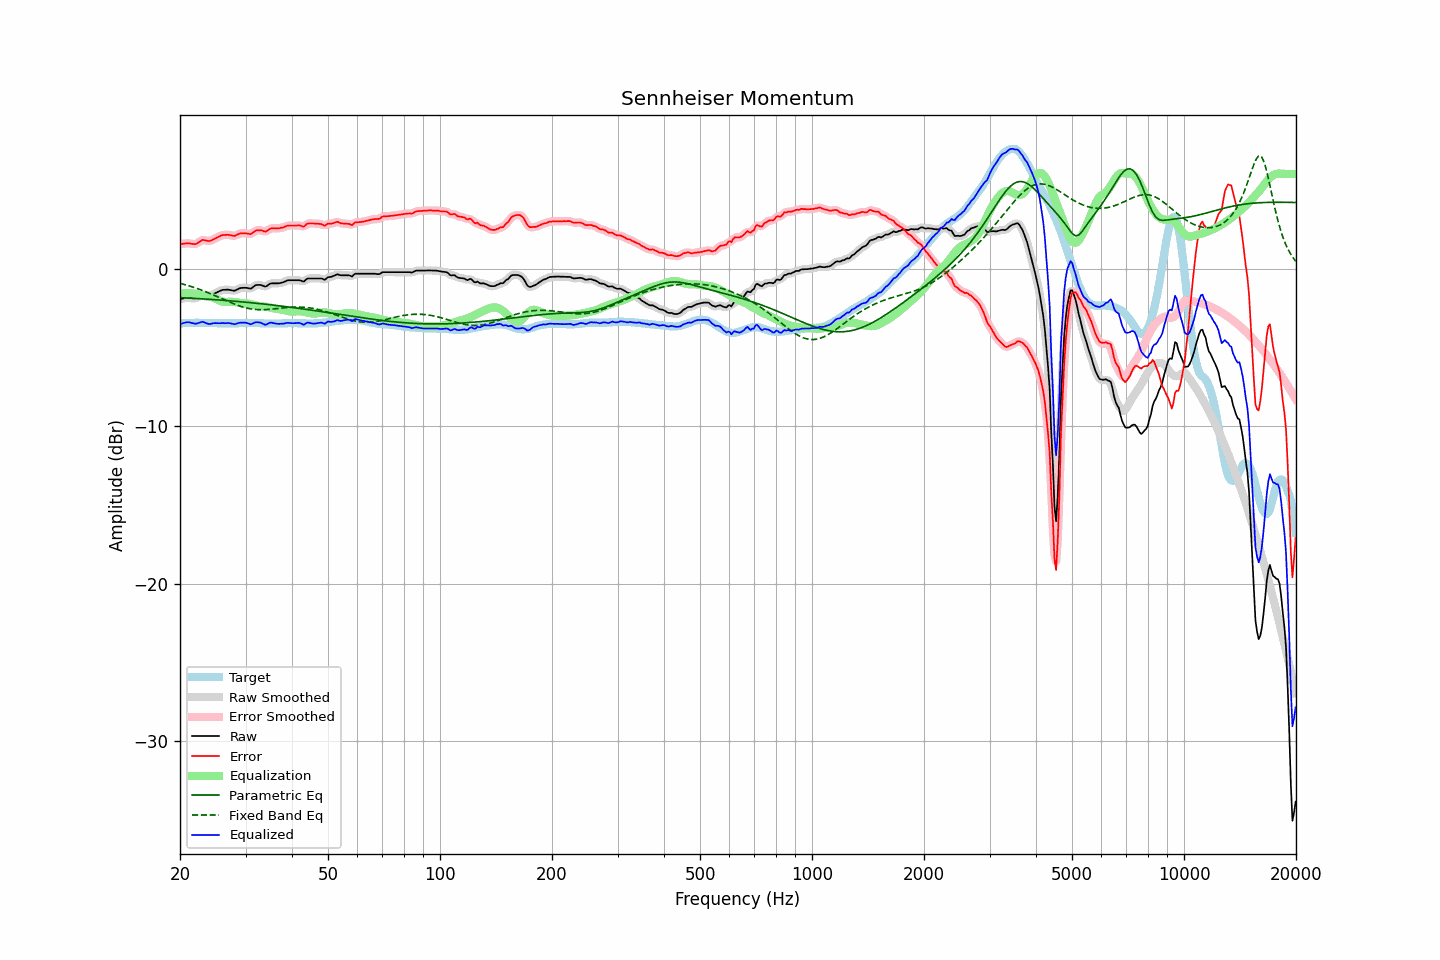 Sennheiser Momentum
Amplitude (dBr)
0
−10
−20
−30
Target
Raw Smoothed
Error Smoothed
Raw
Error
Equalization
Parametric Eq
Fixed Band Eq
Equalized
20 50 100 200 500 1000 2000 5000 10000 20000
Frequency (Hz)